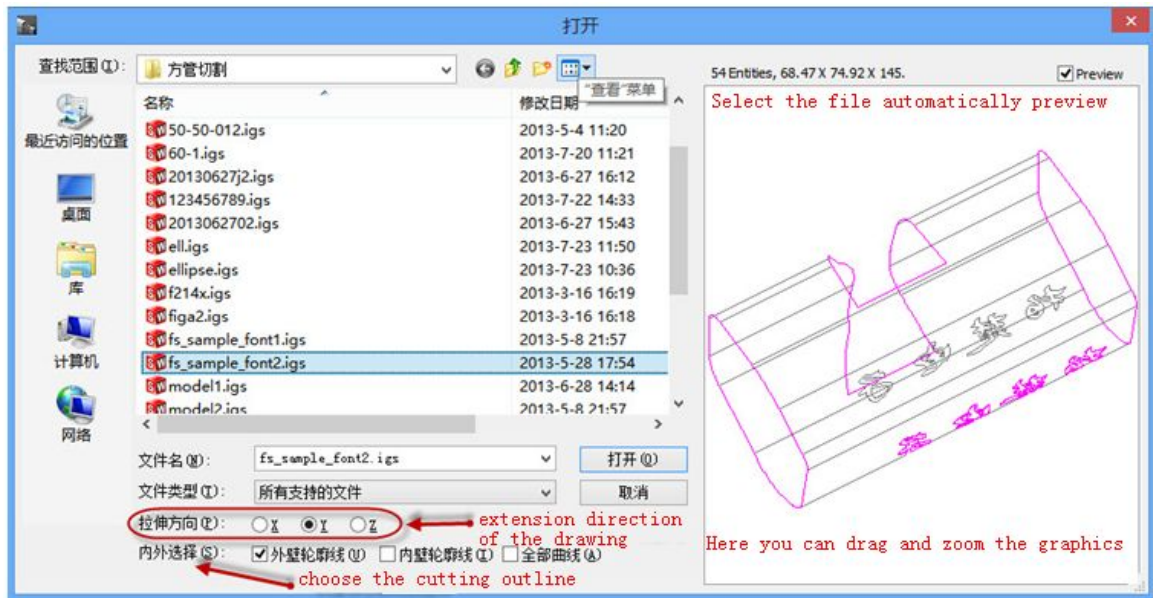 打开
查找范围(I):
方管切割
54 Entities, 68.47 X 74.92 X 145.
Preview
"查看"菜单
名称
修改日期
Select the file automatically preview
50-50-012.igs 2013-5-4 11:20
60-1.igs 2013-7-20 11:21
20130627j2.igs 2013-6-27 16:12
123456789.igs 2013-7-22 14:33
2013062702.igs 2013-6-27 15:43
ell.igs 2013-7-23 11:50
ellipse.igs 2013-7-23 10:36
f214x.igs 2013-3-16 16:19
figa2.igs 2013-3-16 16:18
fs_sample_font1.igs 2013-5-8 21:57
fs_sample_font2.igs 2013-5-28 17:54
model1.igs 2013-6-28 14:14
model2.igs 2013-5-8 21:57
最近访问的位置
桌面
库
计算机
网络
文件名(N):
fs_sample_font2.igs
打开(O)
文件类型(T):
所有支持的文件
取消
拉伸方向(P): X Y Z
extension direction
of the drawing
内外选择(S): 外壁轮廓线(U) 内壁轮廓线(I) 全部曲线(A)
choose the cutting outline
Here you can drag and zoom the graphics